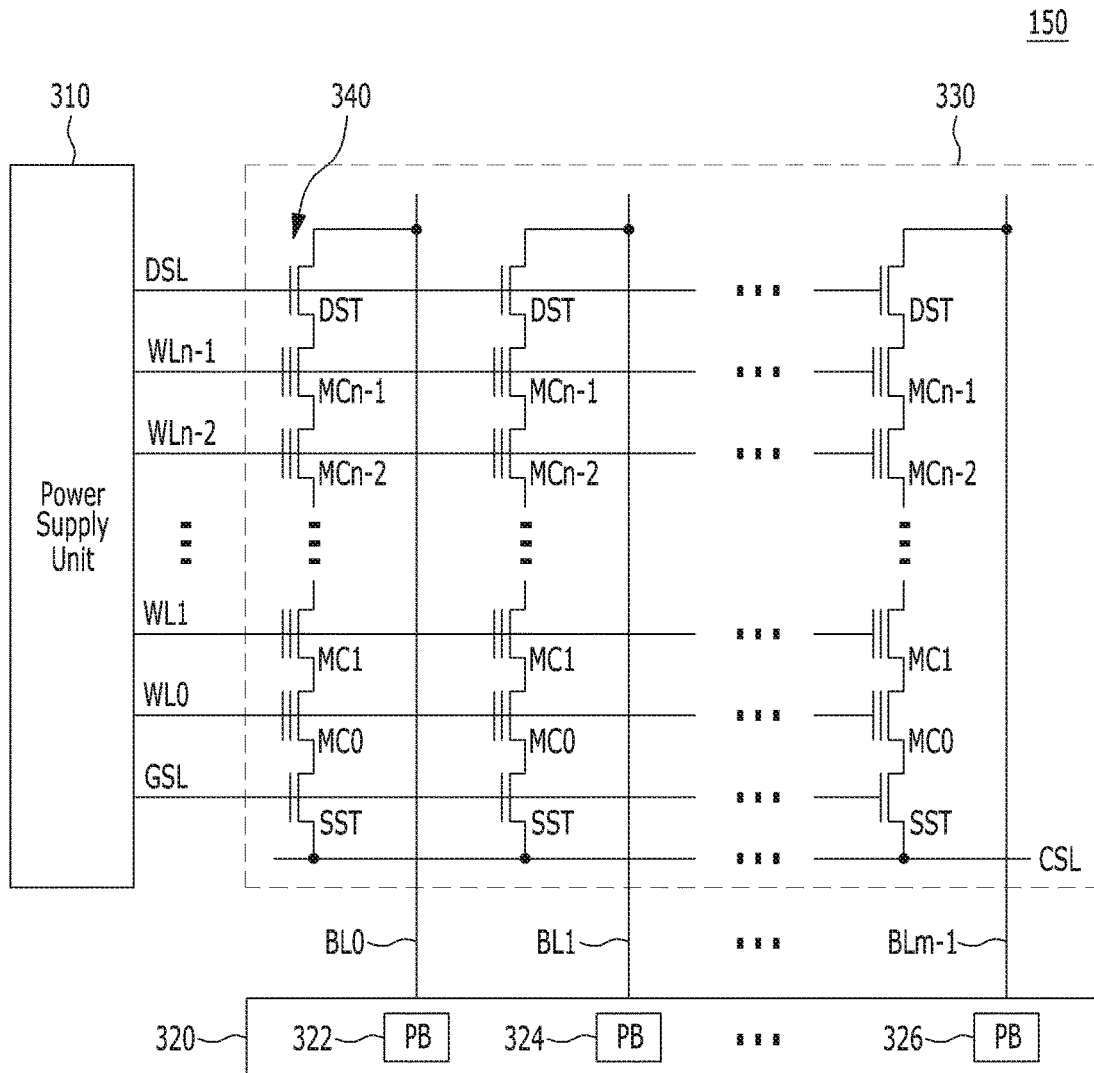 150
310
340
330
DSL
DST DST DST
WLn-1
MCn-1 MCn-1 MCn-1
WLn-2
MCn-2 MCn-2 MCn-2
Power
Supply
Unit
WL1
MC1 MC1 MC1
WL0
MC0 MC0 MC0
GSL
SST SST SST
CSL
BL0 BL1 BLm-1
320 322 PB 324 PB 326 PB